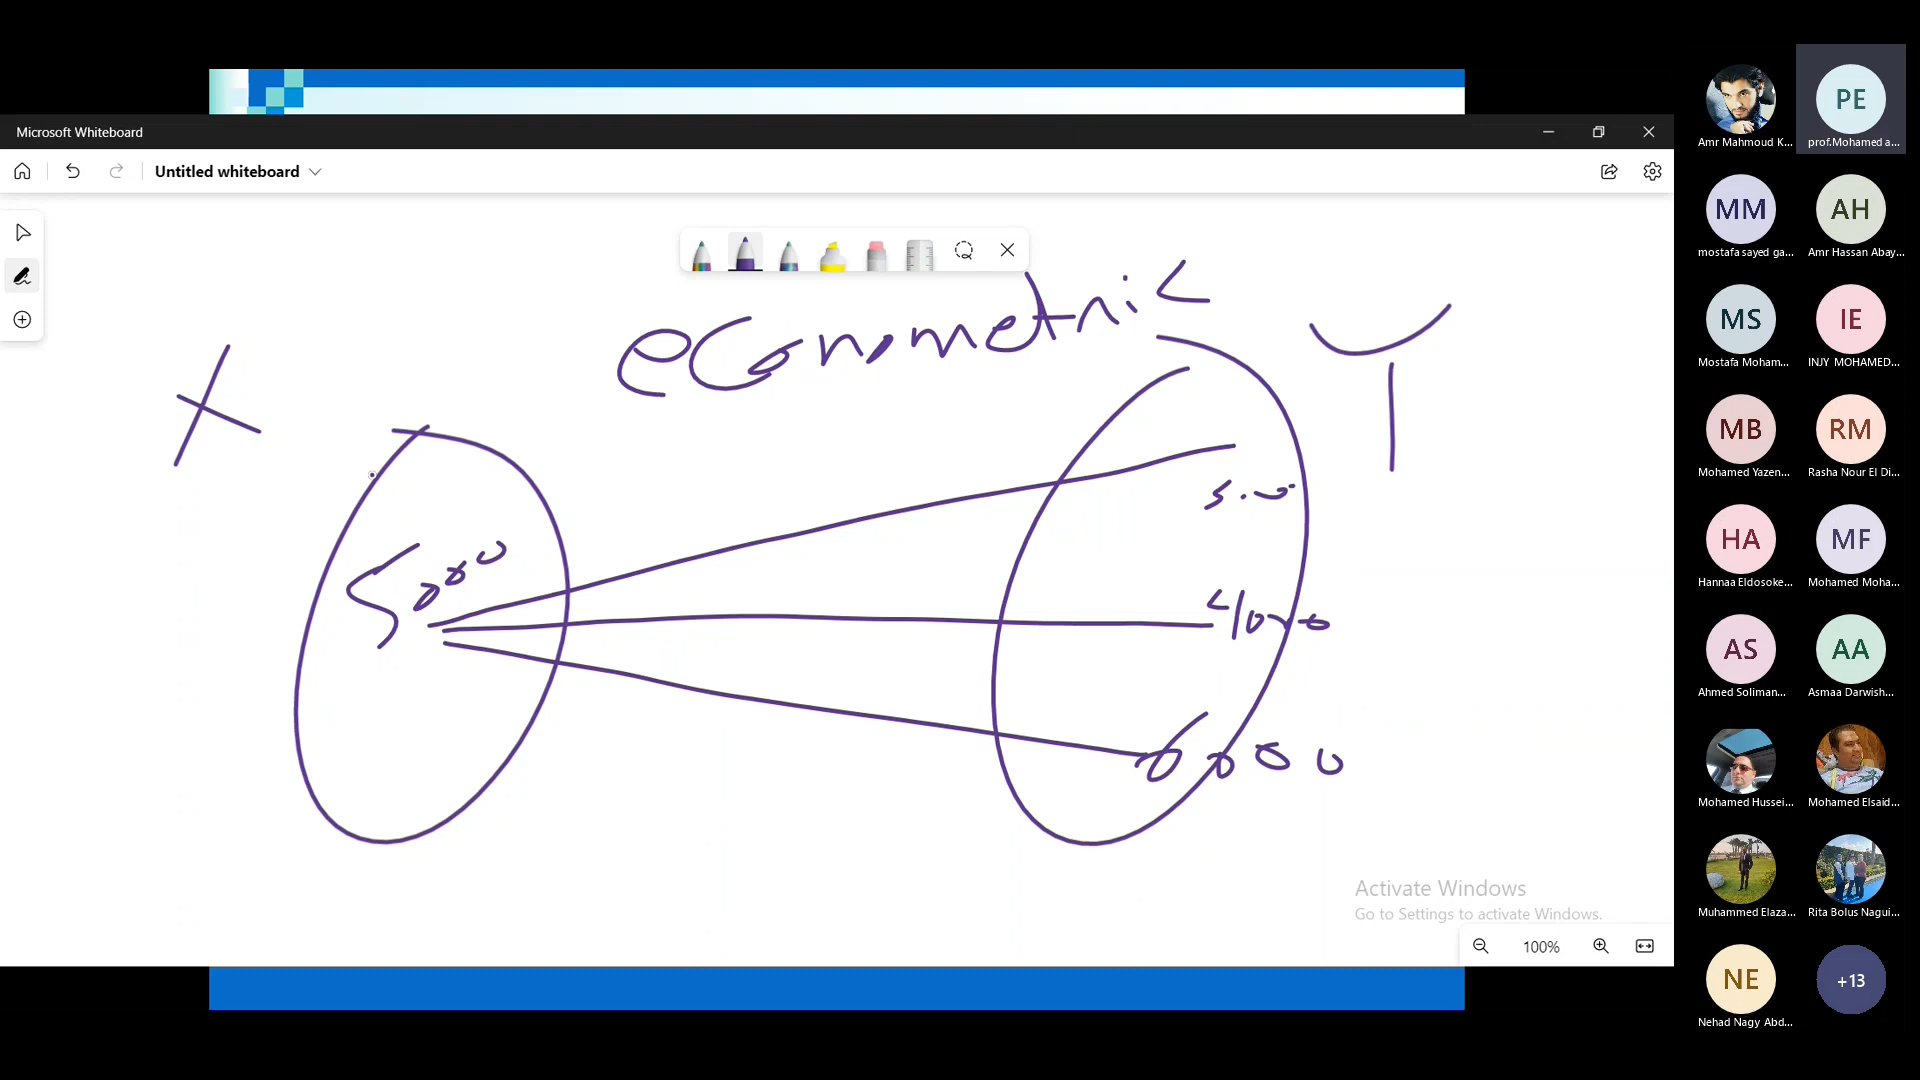 Amr Mahmoud K...
PE
prof.Mohamed a...
Microsoft Whiteboard
Untitled whiteboard
MM
mostafa sayed ga...
AH
Amr Hassan Abay...
econometric
X
Y
MS
Mostafa Moham...
IE
INJY MOHAMED...
MB
Mohamed Yazen...
RM
Rasha Nour El Di...
5000
4000
6000
HA
Hannaa Eldosoke...
MF
Mohamed Moha...
AS
Ahmed Soliman...
AA
Asmaa Darwish...
Mohamed Hussei...
Mohamed Elsaid...
Activate Windows
Go to Settings to activate Windows.
Muhammed Elaza...
Rita Bolus Nagui...
100%
NE
Nehad Nagy Abd...
+13